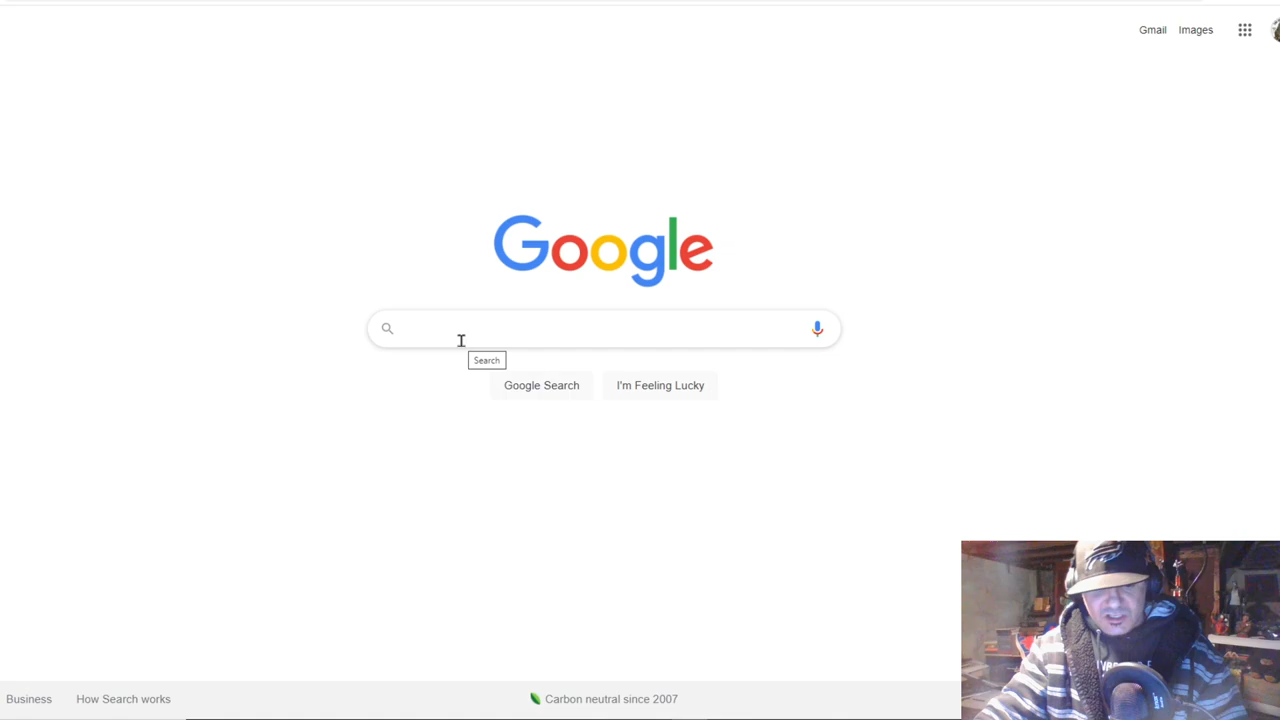 Gmail Images
Google
Search
Google Search I'm Feeling Lucky
Business How Search works Carbon neutral since 2007